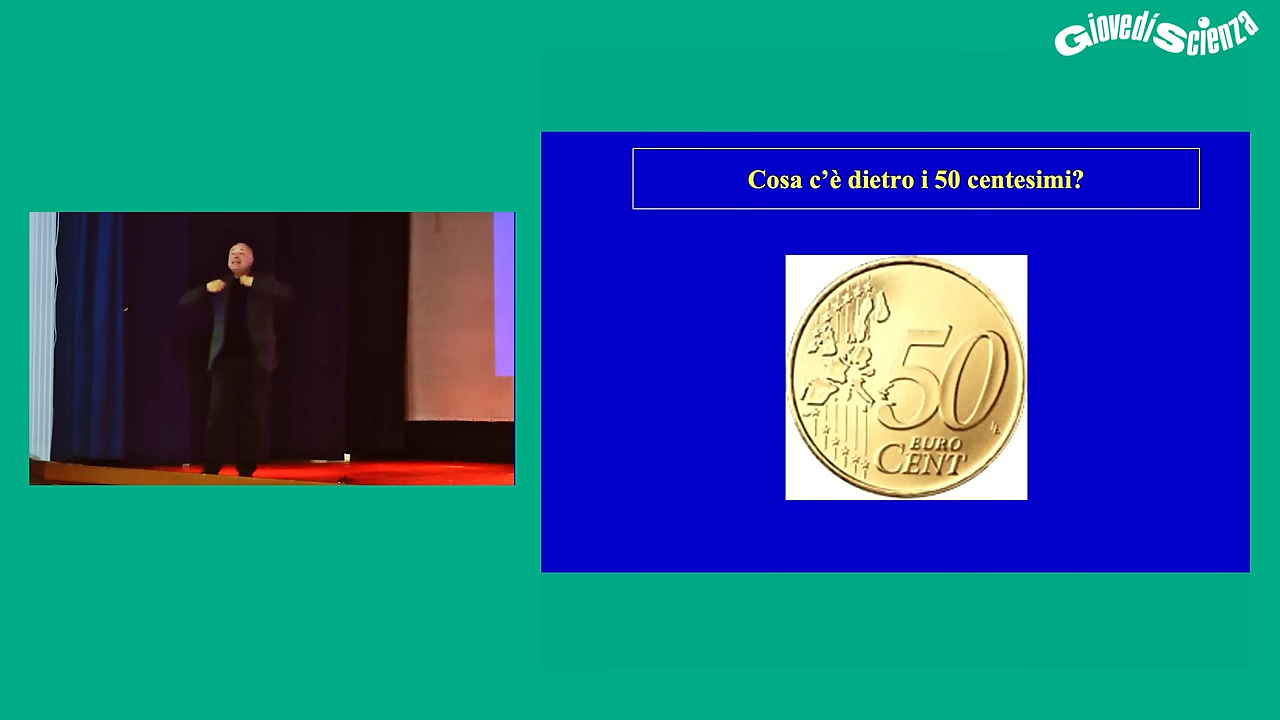 GiovedìScienza
Cosa c’è dietro i 50 centesimi?
50
EURO
CENT